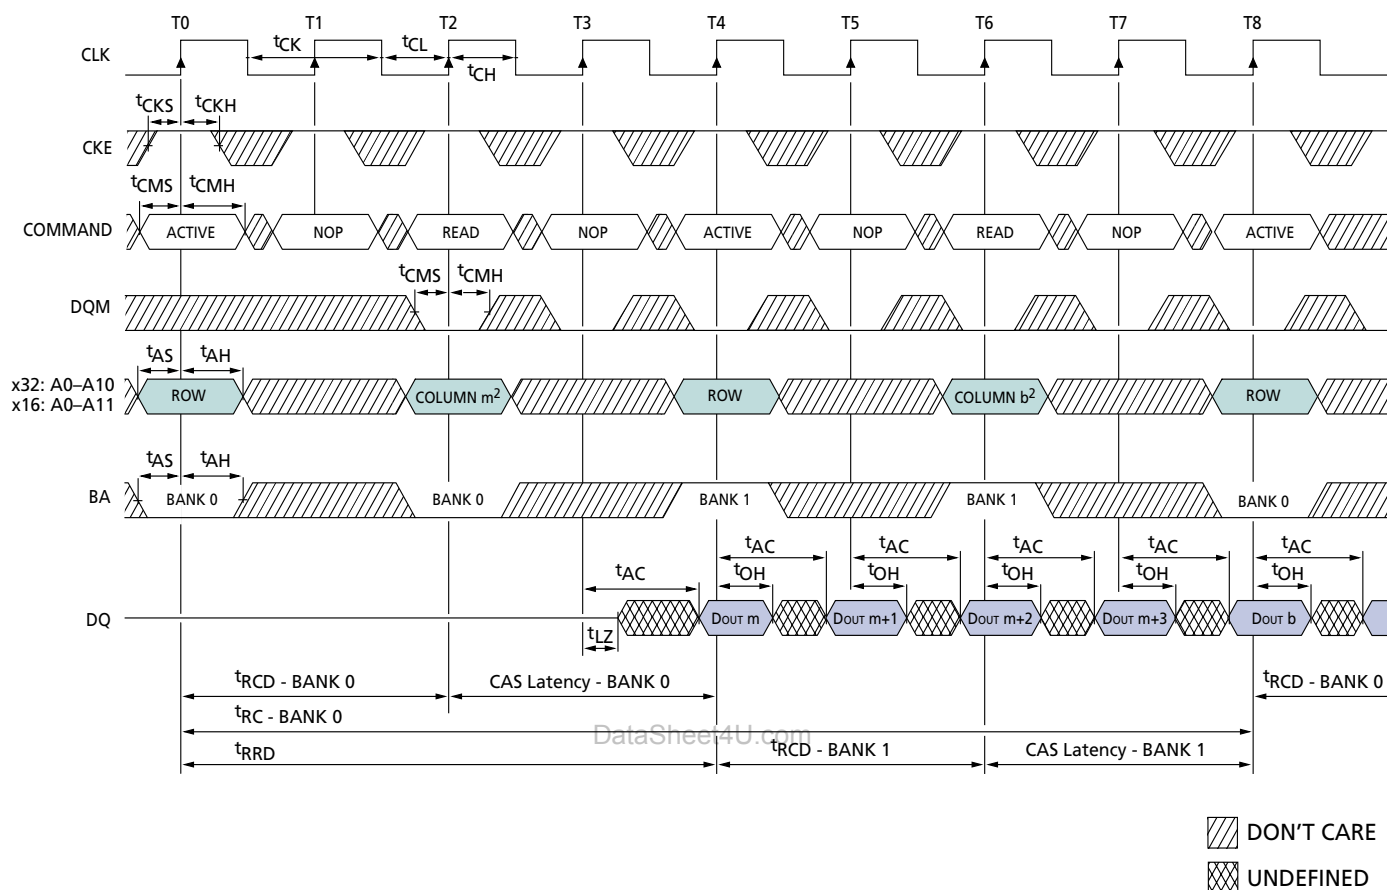 T0 T1 T2 T3 T4 T5 T6 T7 T8
CLK
tCK tCL
tCH
tCKS tCKH
CKE
tCMS tCMH
COMMAND ACTIVE NOP READ NOP ACTIVE NOP READ NOP ACTIVE
tCMS tCMH
DQM
tAS tAH
x32: A0–A10
x16: A0–A11
ROW COLUMN m² ROW COLUMN b² ROW
tAS tAH
BA BANK 0 BANK 0 BANK 1 BANK 1 BANK 0
tAC tAC tAC tAC tAC
tAC tOH tOH tOH tOH tOH
DQ DOUT m DOUT m+1 DOUT m+2 DOUT m+3 DOUT b
tLZ
tRCD - BANK 0 CAS Latency - BANK 0 tRCD - BANK 0
tRC - BANK 0
DataSheet4U.com
tRRD tRCD - BANK 1 CAS Latency - BANK 1
DON'T CARE
UNDEFINED